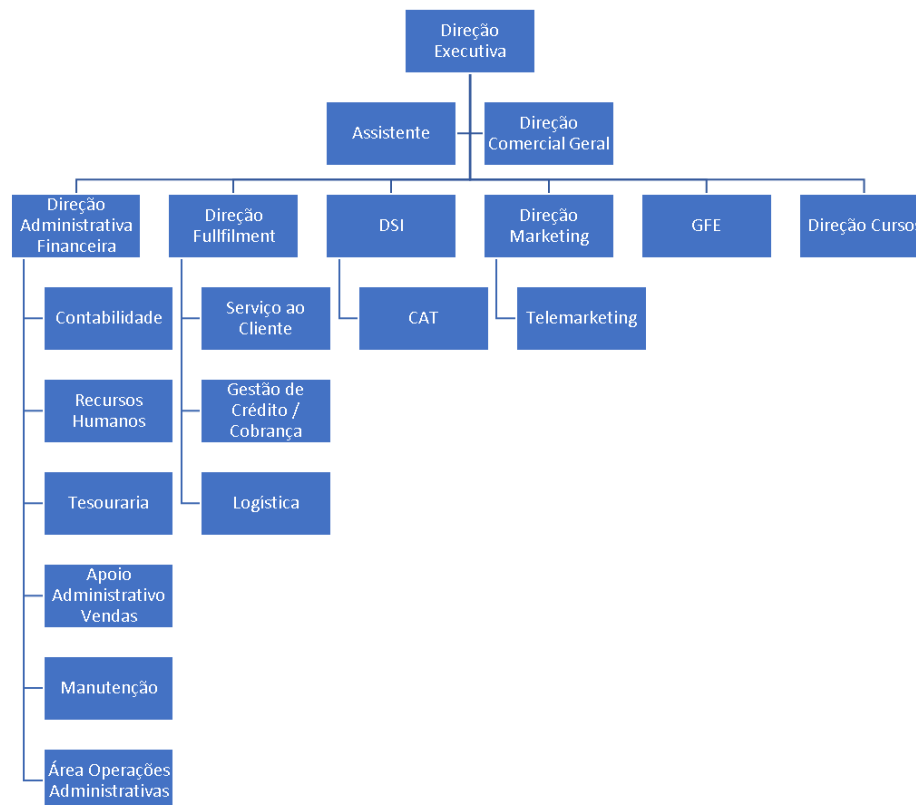 Direção
Executiva
Assistente
Direção
Comercial Geral
Direção
Administrativa
Financeira
Direção
Fullfilment
DSI
Direção
Marketing
GFE
Direção Cursos
Contabilidade
Serviço ao
Cliente
CAT
Telemarketing
Recursos
Humanos
Gestão de
Crédito /
Cobrança
Tesouraria
Logística
Apoio
Administrativo
Vendas
Manutenção
Área Operações
Administrativas